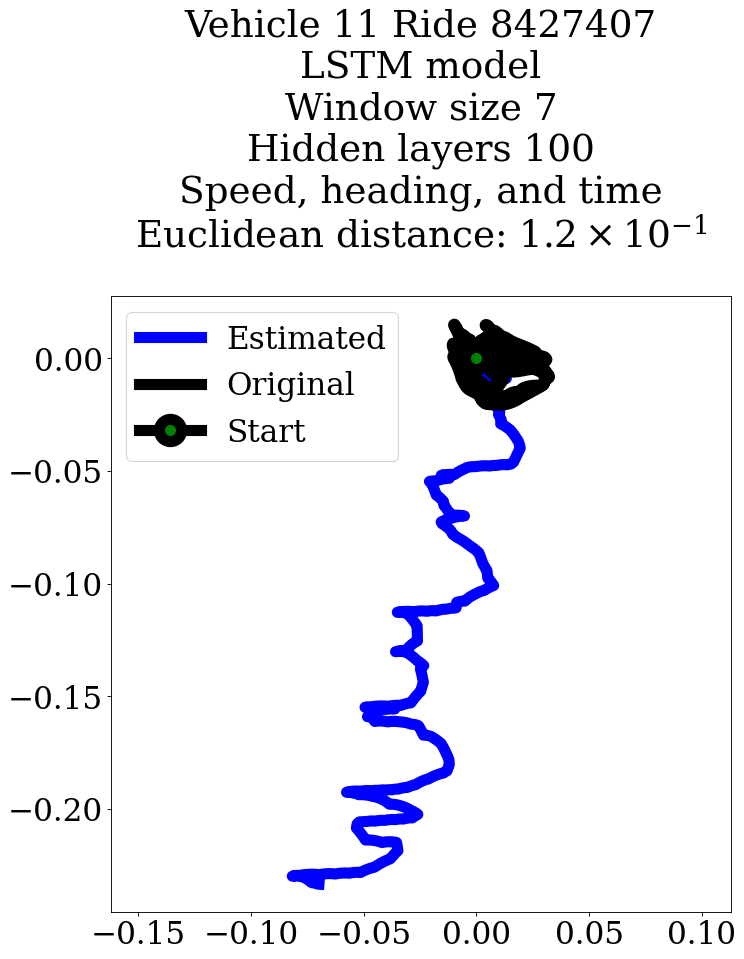 Vehicle 11 Ride 8427407
LSTM model
Window size 7
Hidden layers 100
Speed, heading, and time
Euclidean distance: 1.2 × 10⁻¹
Estimated
Original
Start
0.00
−0.05
−0.10
−0.15
−0.20
−0.15 −0.10 −0.05 0.00 0.05 0.10